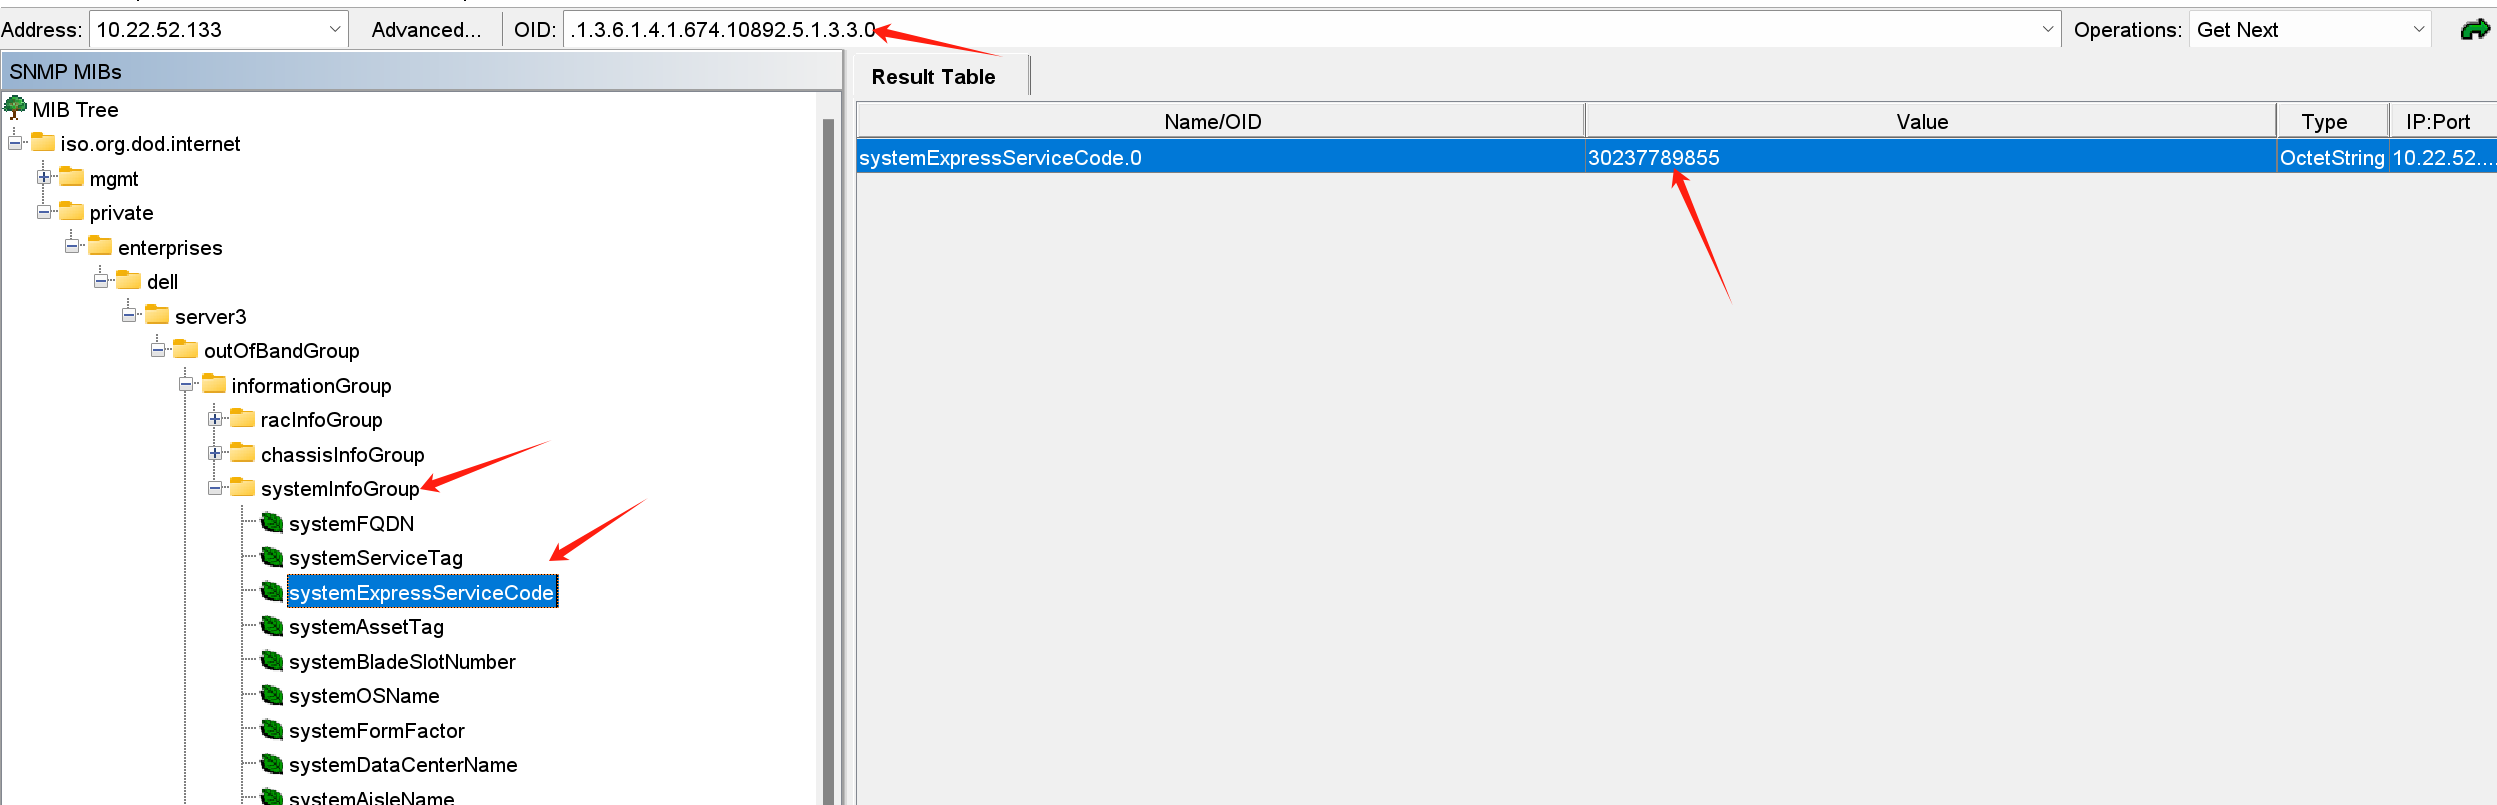 Address: 10.22.52.133 Advanced... OID: .1.3.6.1.4.1.674.10892.5.1.3.3.0 Operations: Get Next
SNMP MIBs
MIB Tree
iso.org.dod.internet
mgmt
private
enterprises
dell
server3
outOfBandGroup
informationGroup
racInfoGroup
chassisInfoGroup
systemInfoGroup
systemFQDN
systemServiceTag
systemExpressServiceCode
systemAssetTag
systemBladeSlotNumber
systemOSName
systemFormFactor
systemDataCenterName
systemAisleName
Result Table
Name/OID Value Type IP:Port
systemExpressServiceCode.0 30237789855 OctetString 10.22.52....